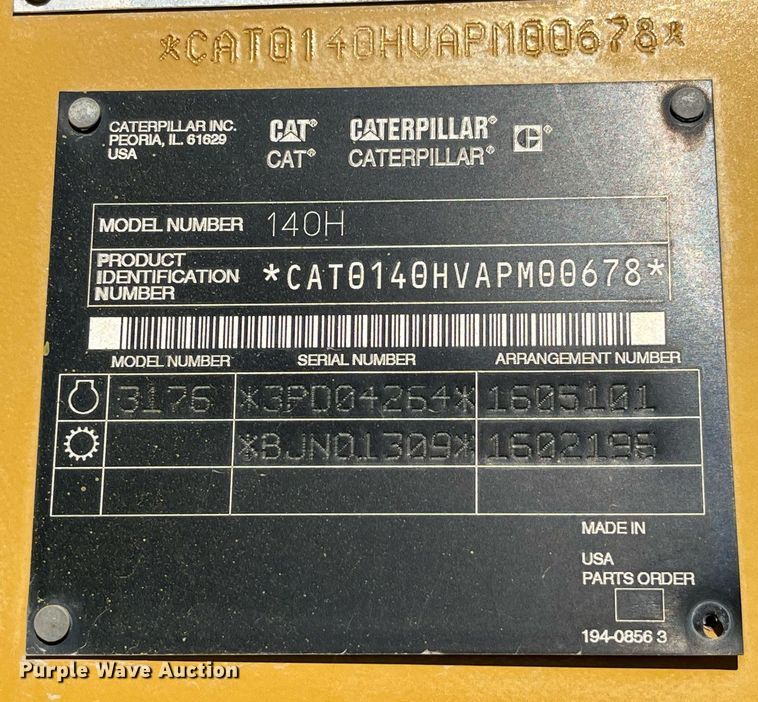 *CAT0140HVAPM00678*
CATERPILLAR INC.
PEORIA, IL. 61629
USA
CAT® CATERPILLAR® C®
CAT® CATERPILLAR®
MODEL NUMBER 140H
PRODUCT
IDENTIFICATION
NUMBER
*CAT0140HVAPM00678*
MODEL NUMBER SERIAL NUMBER ARRANGEMENT NUMBER
3176 *3PD04264* 1605101
*BJN01309* 1602196
MADE IN
USA
PARTS ORDER
194-0856 3
Purple Wave Auction